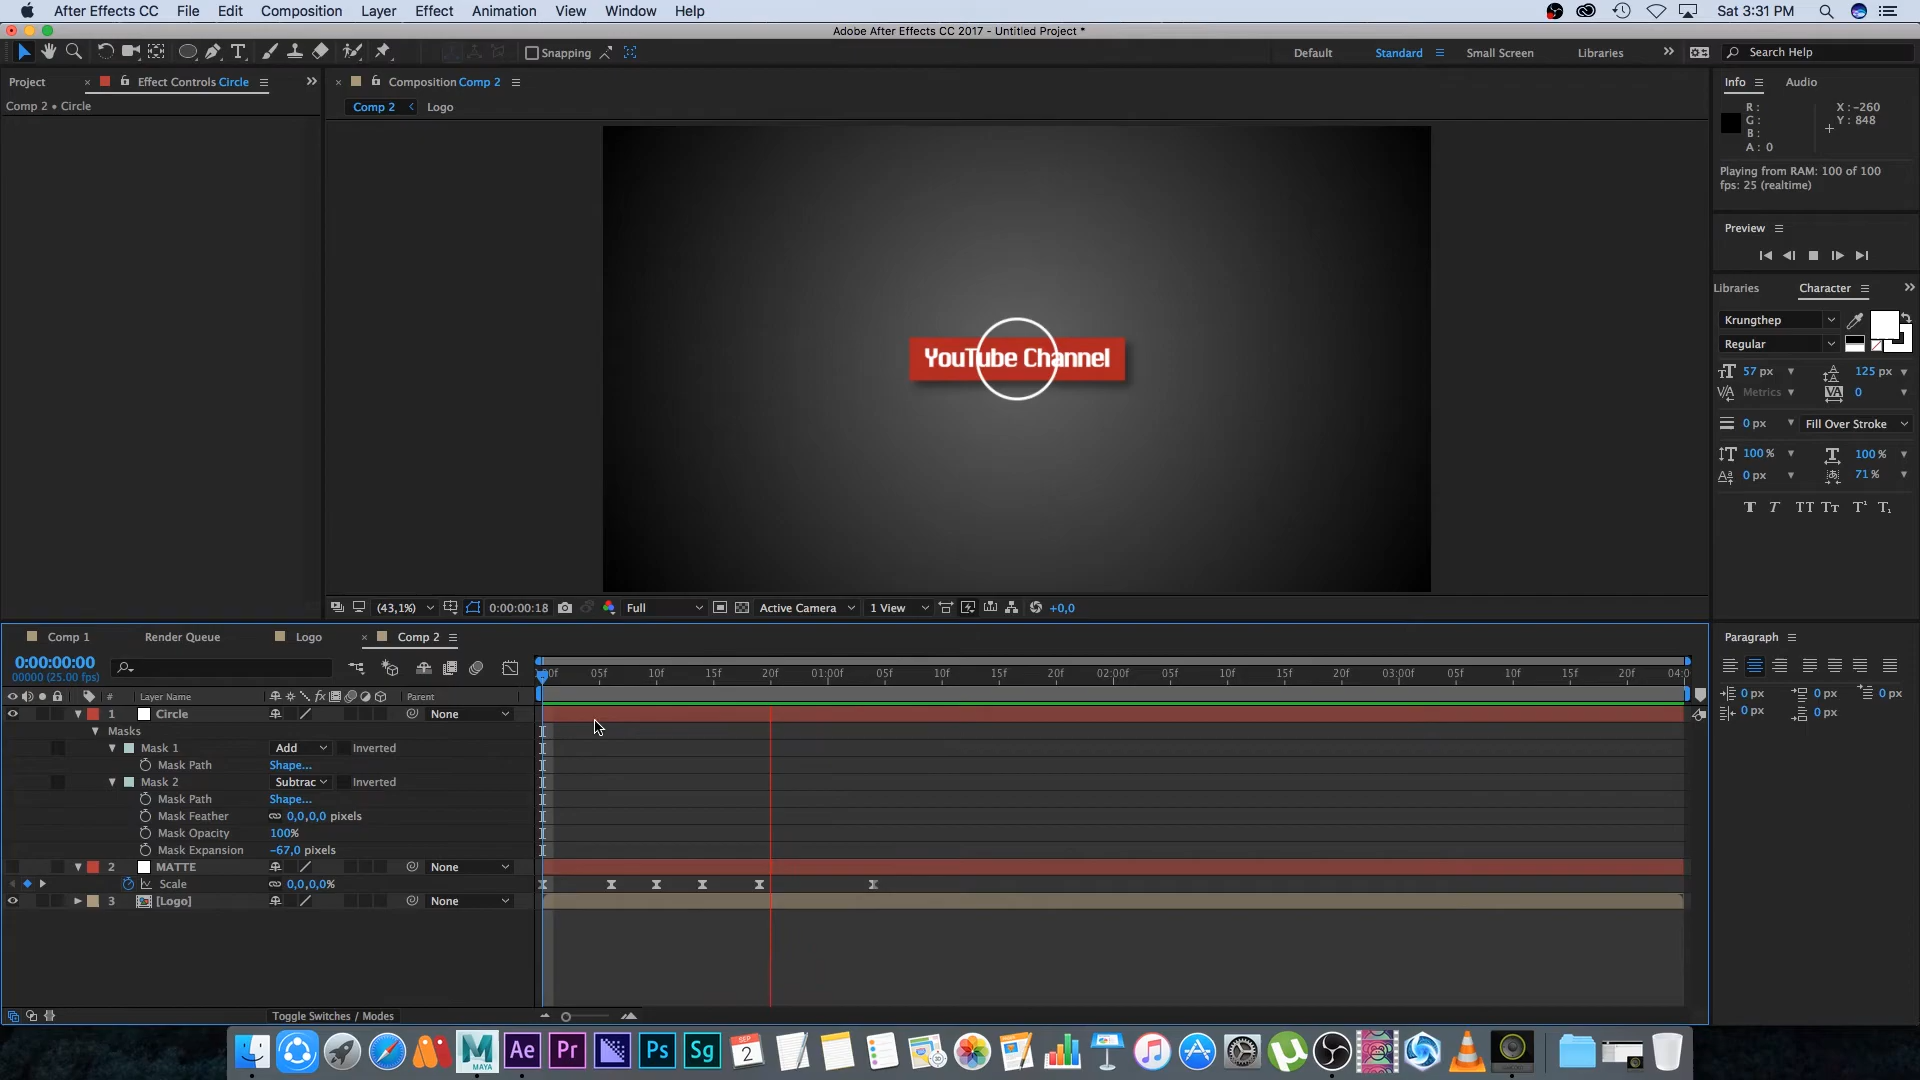 After Effects CC File Edit Composition Layer Effect Animation View Window Help Sat 3:31 PM
Adobe After Effects CC 2017 - Untitled Project *
Snapping Default Standard Small Screen Libraries Search Help
Project Effect Controls Circle Composition Comp 2 Info Audio
Comp 2 • Circle Comp 2 Logo
R : X : -260
G : Y : 848
B :
A : 0
Playing from RAM: 100 of 100
fps: 25 (realtime)
Preview
Libraries Character
Krungthep
Regular
57 px 125 px
Metrics 0
0 px Fill Over Stroke
100 % 100 %
0 px 71 %
YouTube Channel
(43,1%) 0:00:00:18 Full Active Camera 1 View +0,0
Comp 1 Render Queue Logo Comp 2
Paragraph
0 px 0 px 0 px
0 px 0 px
0:00:00:00
00000 (25.00 fps)
:00f 05f 10f 15f 20f 01:00f 05f 10f 15f 20f 02:00f 05f 10f 15f 20f 03:00f 05f 10f 15f 20f 04:0
# Layer Name Parent
1 Circle None
Masks
Mask 1 Add Inverted
Mask Path Shape...
Mask 2 Subtrac Inverted
Mask Path Shape...
Mask Feather 0,0,0,0 pixels
Mask Opacity 100%
Mask Expansion -67,0 pixels
2 MATTE None
Scale 0,0,0,0%
3 [Logo] None
Toggle Switches / Modes
MAYA Ae Pr Ps Sg SEP 2